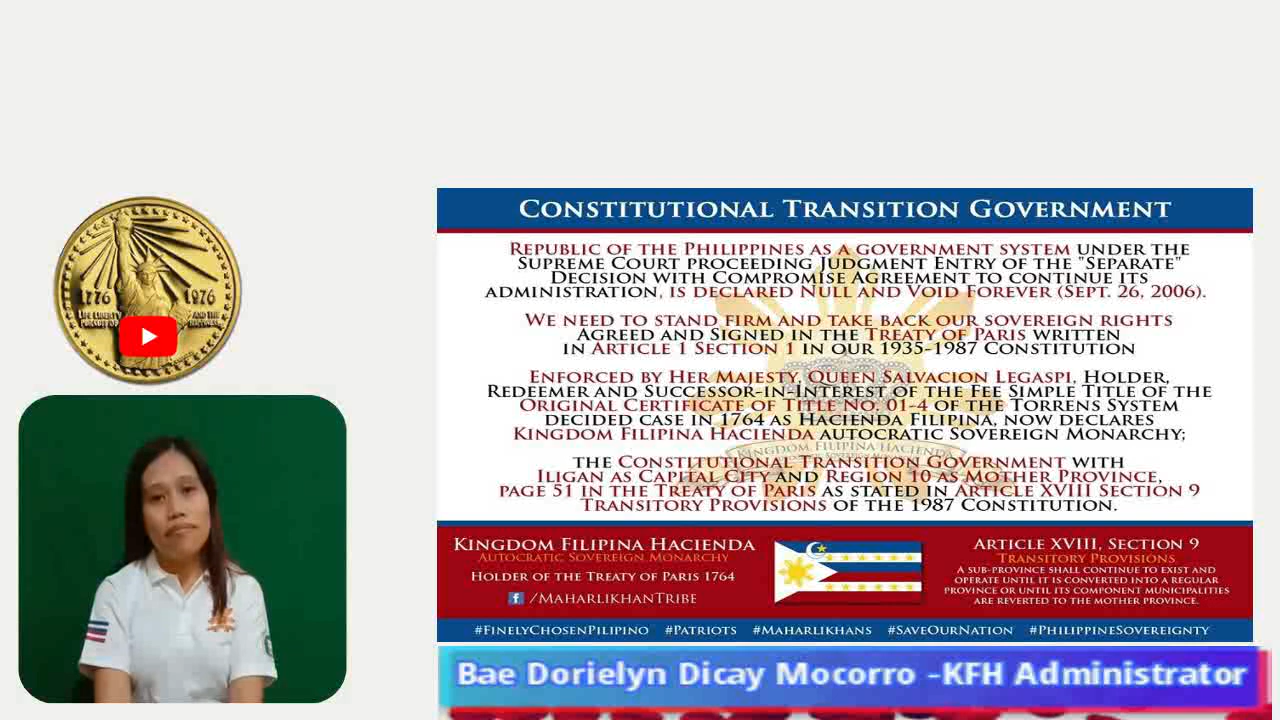 1776 1976
LIFE LIBERTY AND THE
PURSUIT OF HAPPINESS
CONSTITUTIONAL TRANSITION GOVERNMENT
REPUBLIC OF THE PHILIPPINES AS A GOVERNMENT SYSTEM UNDER THE
SUPREME COURT PROCEEDING JUDGMENT ENTRY OF THE "SEPARATE"
DECISION WITH COMPROMISE AGREEMENT TO CONTINUE ITS
ADMINISTRATION, IS DECLARED NULL AND VOID FOREVER (SEPT. 26, 2006).
WE NEED TO STAND FIRM AND TAKE BACK OUR SOVEREIGN RIGHTS
AGREED AND SIGNED IN THE TREATY OF PARIS WRITTEN
IN ARTICLE 1 SECTION 1 IN OUR 1935-1987 CONSTITUTION
ENFORCED BY HER MAJESTY, QUEEN SALVACION LEGASPI, HOLDER,
REDEEMER AND SUCCESSOR-IN-INTEREST OF THE FEE SIMPLE TITLE OF THE
ORIGINAL CERTIFICATE OF TITLE NO. 01-4 OF THE TORRENS SYSTEM
DECIDED CASE IN 1764 AS HACIENDA FILIPINA, NOW DECLARES
KINGDOM FILIPINA HACIENDA AUTOCRATIC SOVEREIGN MONARCHY;
KINGDOM FILIPINA HACIENDA
THE CONSTITUTIONAL TRANSITION GOVERNMENT WITH
ILIGAN AS CAPITAL CITY AND REGION 10 AS MOTHER PROVINCE,
PAGE 51 IN THE TREATY OF PARIS AS STATED IN ARTICLE XVIII SECTION 9
TRANSITORY PROVISIONS OF THE 1987 CONSTITUTION.
KINGDOM FILIPINA HACIENDA
AUTOCRATIC SOVEREIGN MONARCHY
HOLDER OF THE TREATY OF PARIS 1764
f /MAHARLIKHANTRIBE
ARTICLE XVIII, SECTION 9
TRANSITORY PROVISIONS
A SUB-PROVINCE SHALL CONTINUE TO EXIST AND
OPERATE UNTIL IT IS CONVERTED INTO A REGULAR
PROVINCE OR UNTIL ITS COMPONENT MUNICIPALITIES
ARE REVERTED TO THE MOTHER PROVINCE.
#FINELYCHOSENPILIPINO #PATRIOTS #MAHARLIKHANS #SAVEOURNATION #PHILIPPINESOVEREIGNTY
Bae Dorielyn Dicay Mocorro -KFH Administrator